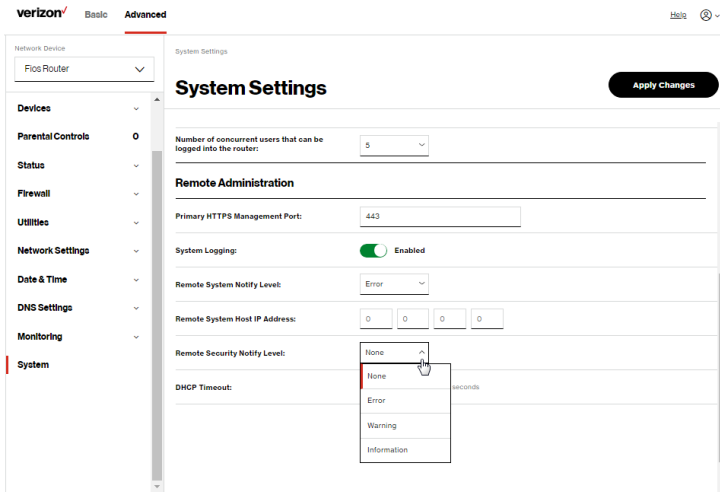 verizon✓ Basic Advanced Help
Network Device
Fios Router
Devices
Parental Controls 0
Status
Firewall
Utilities
Network Settings
Date & Time
DNS Settings
Monitoring
System
System Settings
System Settings
Apply Changes
Number of concurrent users that can be
logged into the router:
5
Remote Administration
Primary HTTPS Management Port: 443
System Logging: Enabled
Remote System Notify Level: Error
Remote System Host IP Address: 0 0 0 0
Remote Security Notify Level: None
None
Error
Warning
Information
DHCP Timeout: seconds